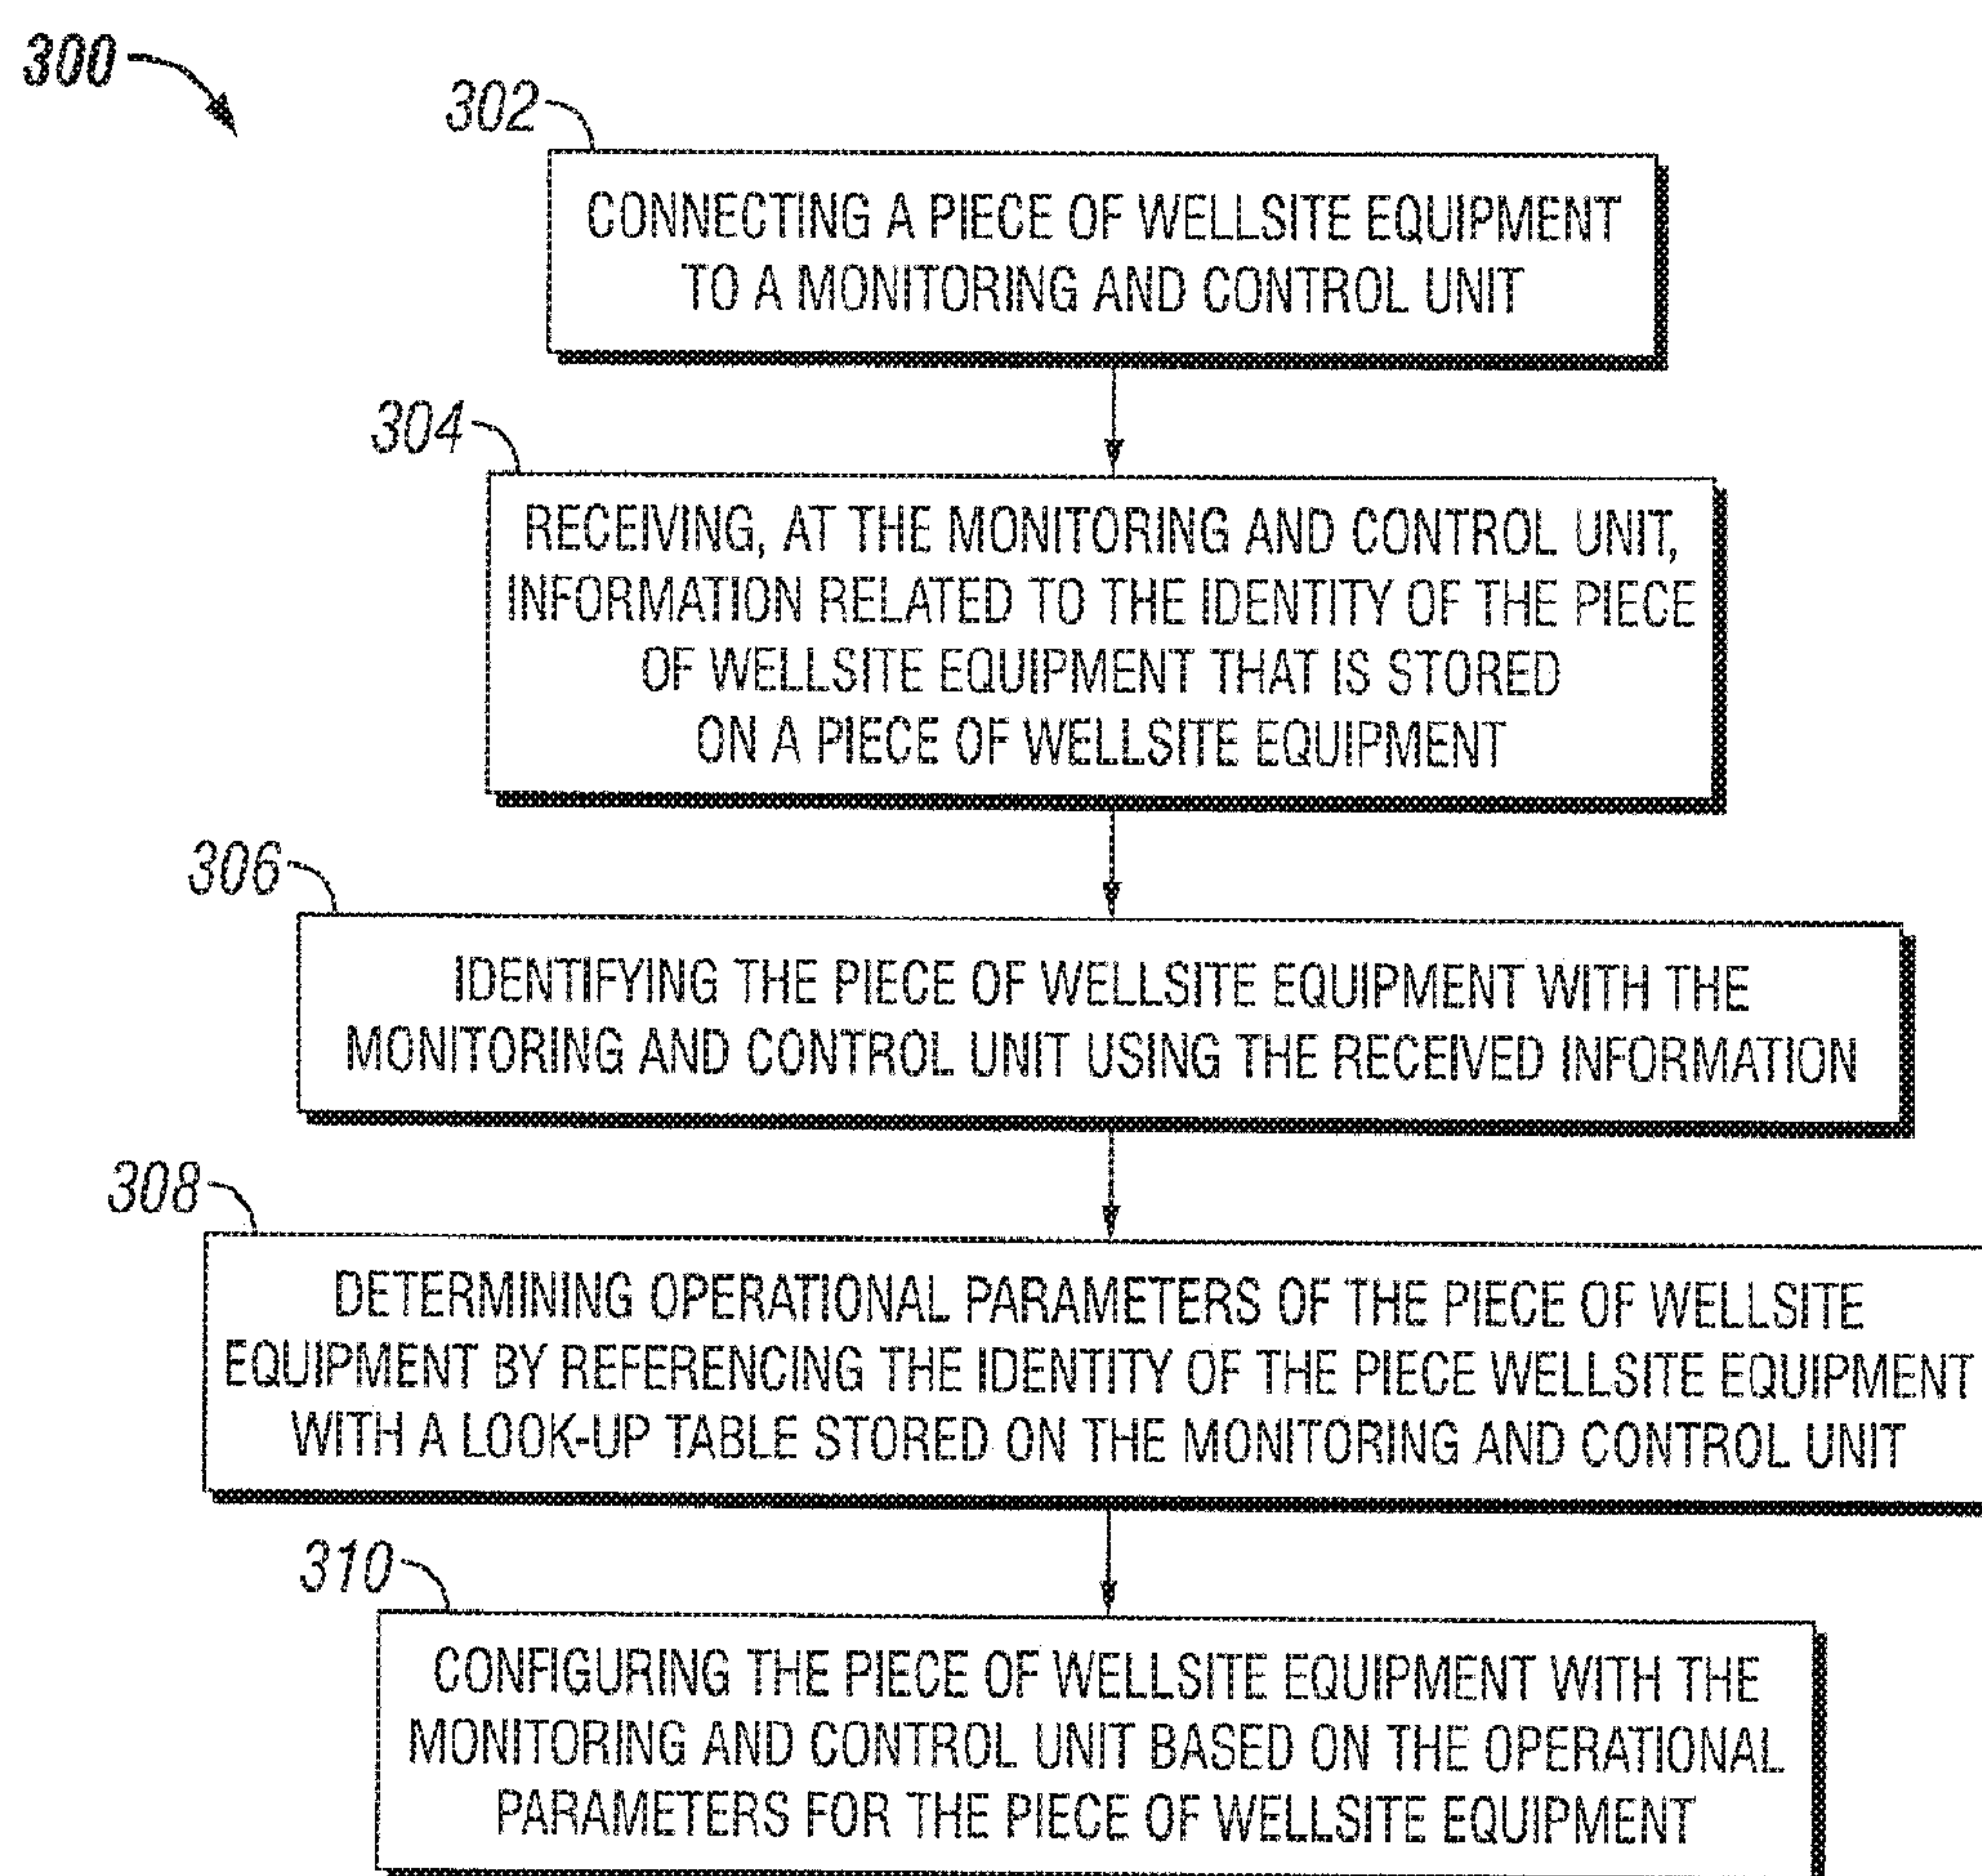 300
302
CONNECTING A PIECE OF WELLSITE EQUIPMENT
TO A MONITORING AND CONTROL UNIT
304
RECEIVING, AT THE MONITORING AND CONTROL UNIT,
INFORMATION RELATED TO THE IDENTITY OF THE PIECE
OF WELLSITE EQUIPMENT THAT IS STORED
ON A PIECE OF WELLSITE EQUIPMENT
306
IDENTIFYING THE PIECE OF WELLSITE EQUIPMENT WITH THE
MONITORING AND CONTROL UNIT USING THE RECEIVED INFORMATION
308
DETERMINING OPERATIONAL PARAMETERS OF THE PIECE OF WELLSITE
EQUIPMENT BY REFERENCING THE IDENTITY OF THE PIECE WELLSITE EQUIPMENT
WITH A LOOK-UP TABLE STORED ON THE MONITORING AND CONTROL UNIT
310
CONFIGURING THE PIECE OF WELLSITE EQUIPMENT WITH THE
MONITORING AND CONTROL UNIT BASED ON THE OPERATIONAL
PARAMETERS FOR THE PIECE OF WELLSITE EQUIPMENT